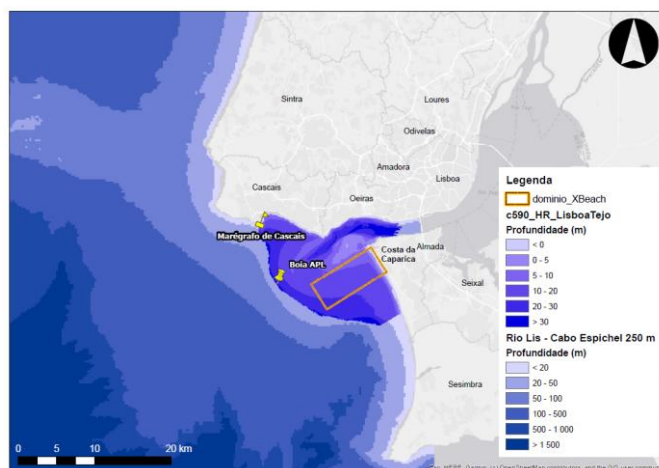 Sintra
Loures
Odivelas
Amadora
Cascais
Oeiras
Lisboa
Marégrafo de Cascais
Costa da
Caparica
Almada
Boia APL
Seixal
Sesimbra
Legenda
dominio_XBeach
c590_HR_LisboaTejo
Profundidade (m)
< 0
0 - 5
5 - 10
10 - 20
20 - 30
> 30
Rio Lis - Cabo Espichel 250 m
Profundidade (m)
< 20
20 - 50
50 - 100
100 - 500
500 - 1 000
> 1 500
0 5 10 20 km